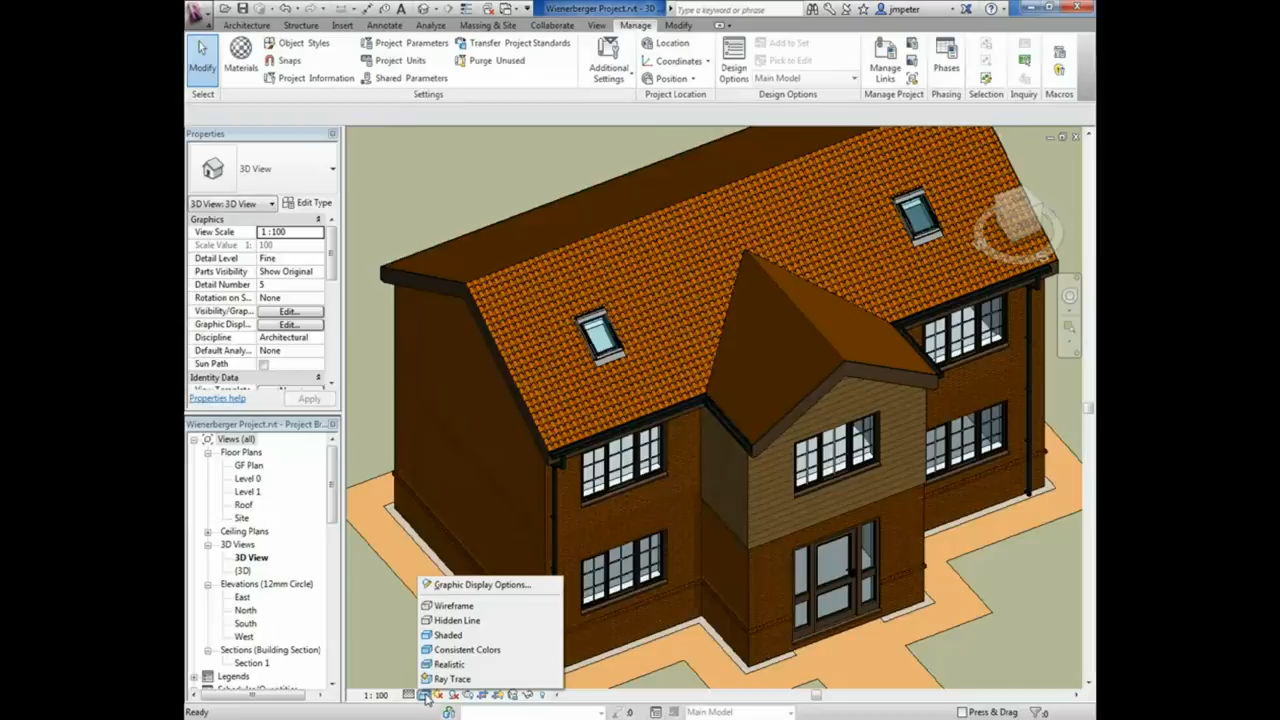 Wienerberger Project.rvt - 3D
Type a keyword or phrase
jmpeter
Architecture Structure Insert Annotate Analyze Massing & Site Collaborate View Manage Modify
Modify
Materials
Object Styles
Snaps
Project Information
Project Parameters
Project Units
Shared Parameters
Transfer Project Standards
Purge Unused
Additional Settings
Location
Coordinates
Position
Design Options
Add to Set
Pick to Edit
Main Model
Manage Links
Phases
Select Settings Project Location Design Options Manage Project Phasing Selection Inquiry Macros
Properties
3D View
3D View: 3D View Edit Type
Graphics
View Scale 1 : 100
Scale Value 1: 100
Detail Level Fine
Parts Visibility Show Original
Detail Number 5
Rotation on S... None
Visibility/Grap... Edit...
Graphic Displ... Edit...
Discipline Architectural
Default Analy... None
Sun Path
Identity Data
Properties help Apply
Wienerberger Project.rvt - Project Br...
Views (all)
Floor Plans
GF Plan
Level 0
Level 1
Roof
Site
Ceiling Plans
3D Views
3D View
{3D}
Elevations (12mm Circle)
East
North
South
West
Sections (Building Section)
Section 1
Legends
Graphic Display Options...
Wireframe
Hidden Line
Shaded
Consistent Colors
Realistic
Ray Trace
1 : 100
Ready
:0
Main Model
Press & Drag
:0